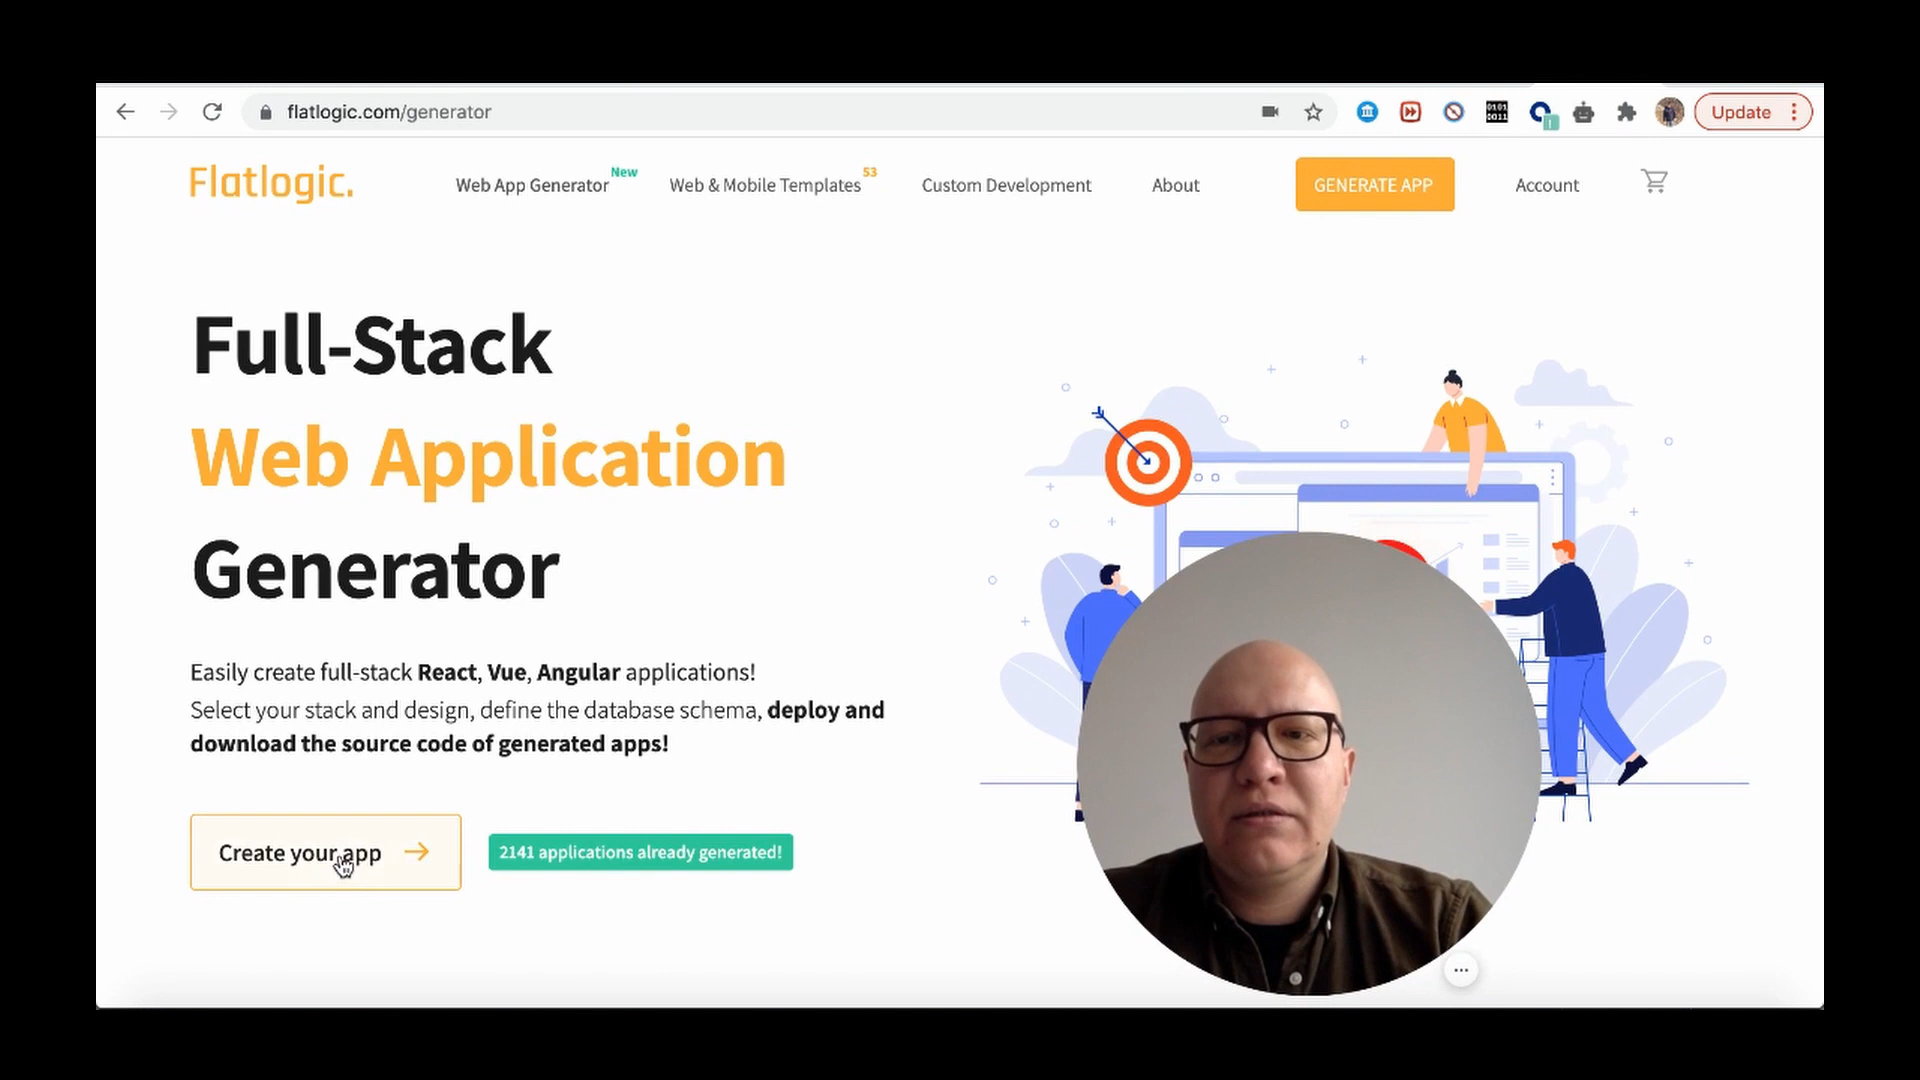 flatlogic.com/generator
Update
Flatlogic.
Web App Generator New
Web & Mobile Templates 53
Custom Development
About
GENERATE APP
Account
Full-Stack
Web Application
Generator
Easily create full-stack React, Vue, Angular applications!
Select your stack and design, define the database schema, deploy and
download the source code of generated apps!
Create your app
2141 applications already generated!